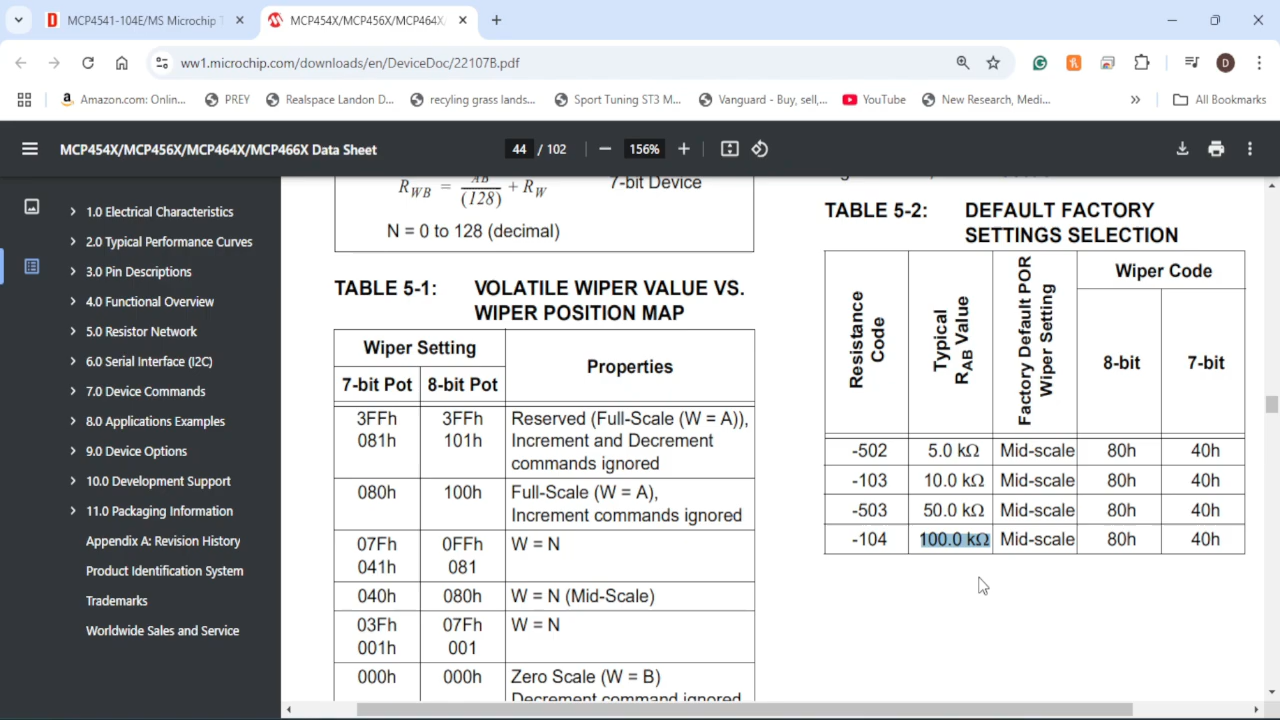 MCP4541-104E/MS Microchip
MCP454X/MCP456X/MCP464X
ww1.microchip.com/downloads/en/DeviceDoc/22107B.pdf
D
Amazon.com: Onlin...
PREY
Realspace Landon D...
recyling grass lands...
Sport Tuning ST3 M...
Vanguard - Buy, sell,...
YouTube
New Research, Medi...
All Bookmarks
MCP454X/MCP456X/MCP464X/MCP466X Data Sheet
44 / 102
156%
1.0 Electrical Characteristics
2.0 Typical Performance Curves
3.0 Pin Descriptions
4.0 Functional Overview
5.0 Resistor Network
6.0 Serial Interface (I2C)
7.0 Device Commands
8.0 Applications Examples
9.0 Device Options
10.0 Development Support
11.0 Packaging Information
Appendix A: Revision History
Product Identification System
Trademarks
Worldwide Sales and Service
R_WB = AB/(128) + R_W
7-bit Device
N = 0 to 128 (decimal)
TABLE 5-1: VOLATILE WIPER VALUE VS.
WIPER POSITION MAP
Wiper Setting
Properties
7-bit Pot 8-bit Pot
3FFh 3FFh Reserved (Full-Scale (W = A)),
081h 101h Increment and Decrement
commands ignored
080h 100h Full-Scale (W = A),
Increment commands ignored
07Fh 0FFh W = N
041h 081
040h 080h W = N (Mid-Scale)
03Fh 07Fh W = N
001h 001
000h 000h Zero Scale (W = B)
Decrement command ignored
TABLE 5-2: DEFAULT FACTORY
SETTINGS SELECTION
Resistance
Code
Typical
R_AB Value
Factory Default POR
Wiper Setting
Wiper Code
8-bit 7-bit
-502 5.0 kΩ Mid-scale 80h 40h
-103 10.0 kΩ Mid-scale 80h 40h
-503 50.0 kΩ Mid-scale 80h 40h
-104 100.0 kΩ Mid-scale 80h 40h